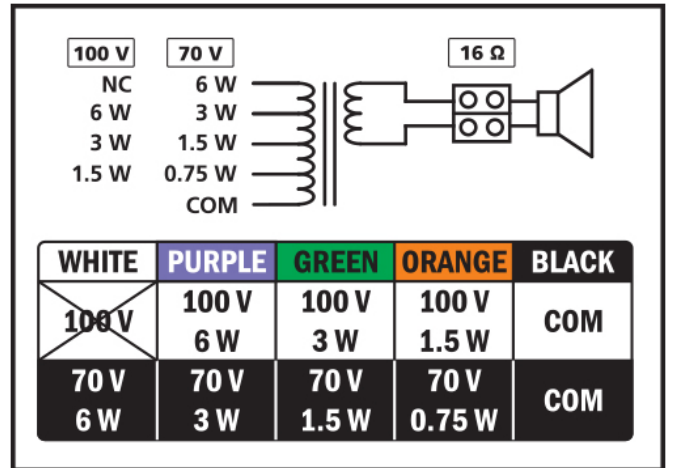 100 V 70 V 16 Ω
NC 6 W
6 W 3 W
3 W 1.5 W
1.5 W 0.75 W
COM
WHITE PURPLE GREEN ORANGE BLACK
100 V 100 V 100 V 100 V COM
6 W 3 W 1.5 W
70 V 70 V 70 V 70 V COM
6 W 3 W 1.5 W 0.75 W